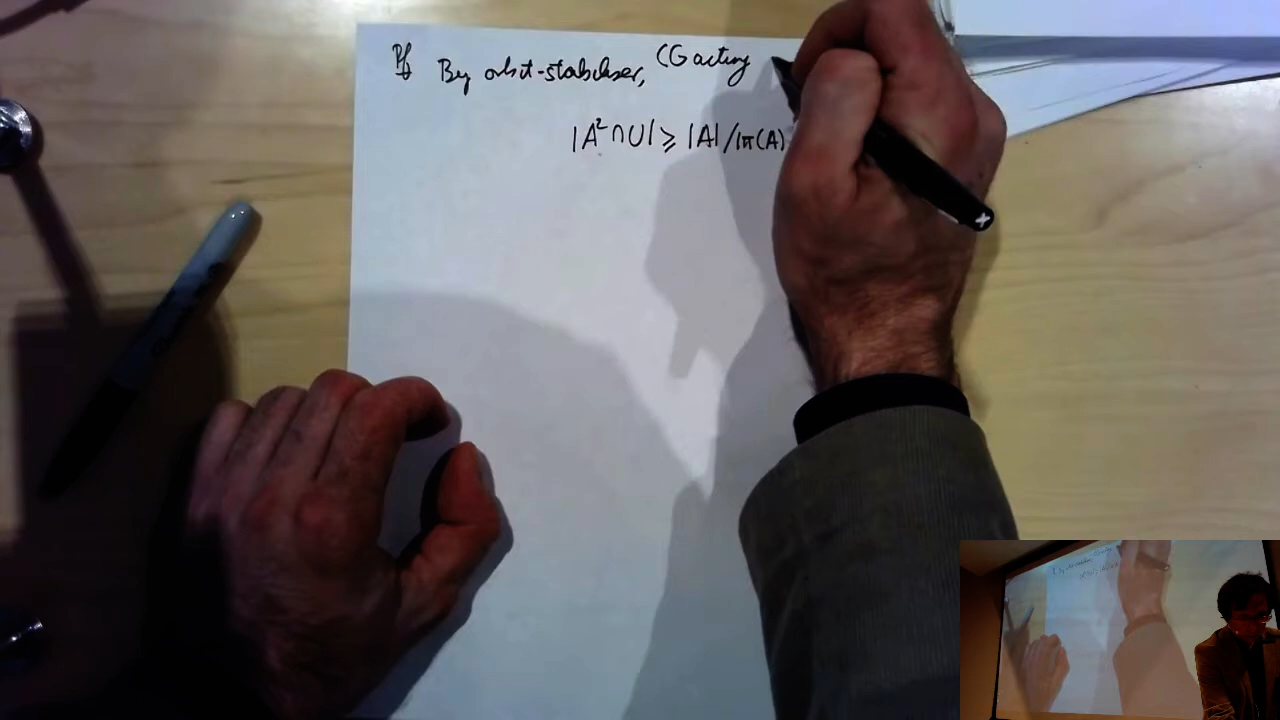 Pf By orbit-stabiliser, (G acting
|A² ∩ U| ⩾ |A| / |π(A)